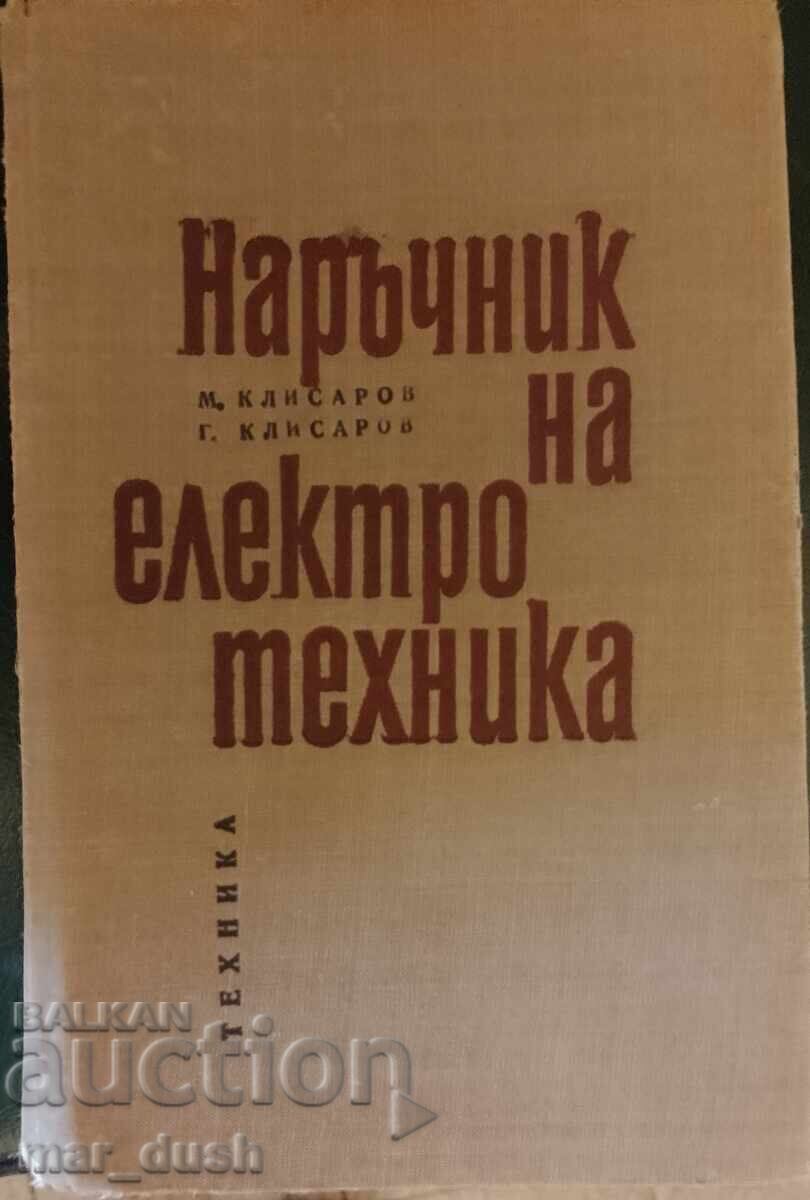 Наръчник
М. КЛИСАРОВ
Г. КЛИСАРОВ
на
електро
техника
ТЕХНИКА
BALKAN
auction
mar_dush